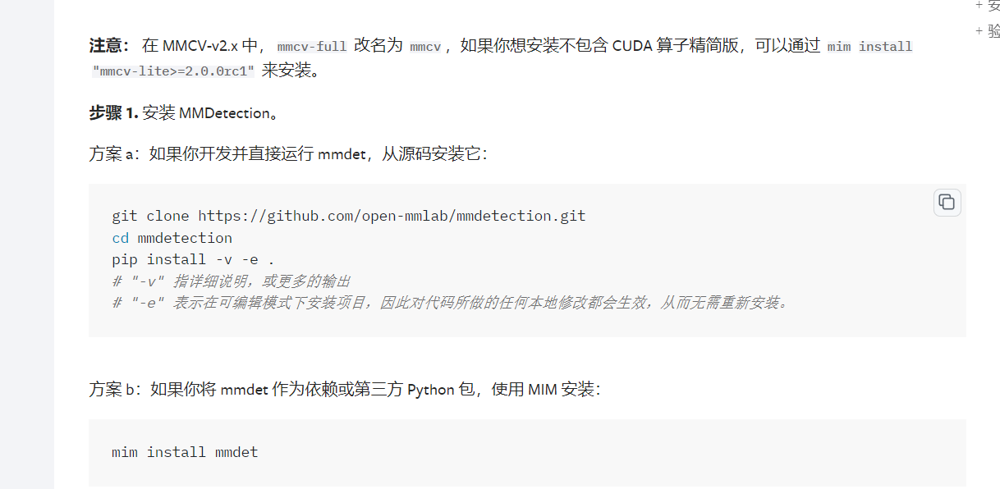 + 安
+ 验
注意： 在 MMCV-v2.x 中， mmcv-full 改名为 mmcv ，如果你想安装不包含 CUDA 算子精简版，可以通过 mim install
"mmcv-lite>=2.0.0rc1" 来安装。
步骤 1. 安装 MMDetection。
方案 a：如果你开发并直接运行 mmdet，从源码安装它：
git clone https://github.com/open-mmlab/mmdetection.git
cd mmdetection
pip install -v -e .
# "-v" 指详细说明，或更多的输出
# "-e" 表示在可编辑模式下安装项目，因此对代码所做的任何本地修改都会生效，从而无需重新安装。
方案 b：如果你将 mmdet 作为依赖或第三方 Python 包，使用 MIM 安装：
mim install mmdet